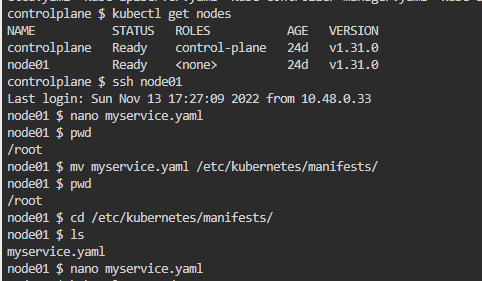 controlplane $ kubectl get nodes
NAME STATUS ROLES AGE VERSION
controlplane Ready control-plane 24d v1.31.0
node01 Ready <none> 24d v1.31.0
controlplane $ ssh node01
Last login: Sun Nov 13 17:27:09 2022 from 10.48.0.33
node01 $ nano myservice.yaml
node01 $ pwd
/root
node01 $ mv myservice.yaml /etc/kubernetes/manifests/
node01 $ pwd
/root
node01 $ cd /etc/kubernetes/manifests/
node01 $ ls
myservice.yaml
node01 $ nano myservice.yaml